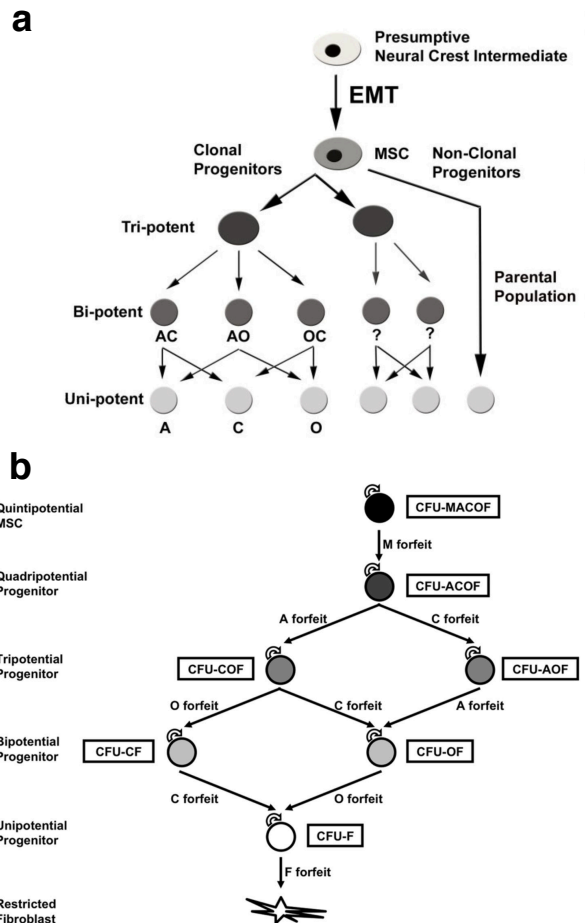 a
Presumptive
Neural Crest Intermediate
EMT
Clonal
Progenitors
MSC
Non-Clonal
Progenitors
Tri-potent
Parental
Population
Bi-potent
AC
AO
OC
?
?
Uni-potent
A
C
O
b
Quintipotential
MSC
CFU-MACOF
M forfeit
Quadripotential
Progenitor
CFU-ACOF
A forfeit
C forfeit
Tripotential
Progenitor
CFU-COF
CFU-AOF
O forfeit
C forfeit
A forfeit
Bipotential
Progenitor
CFU-CF
CFU-OF
C forfeit
O forfeit
Unipotential
Progenitor
CFU-F
F forfeit
Restricted
Fibroblast